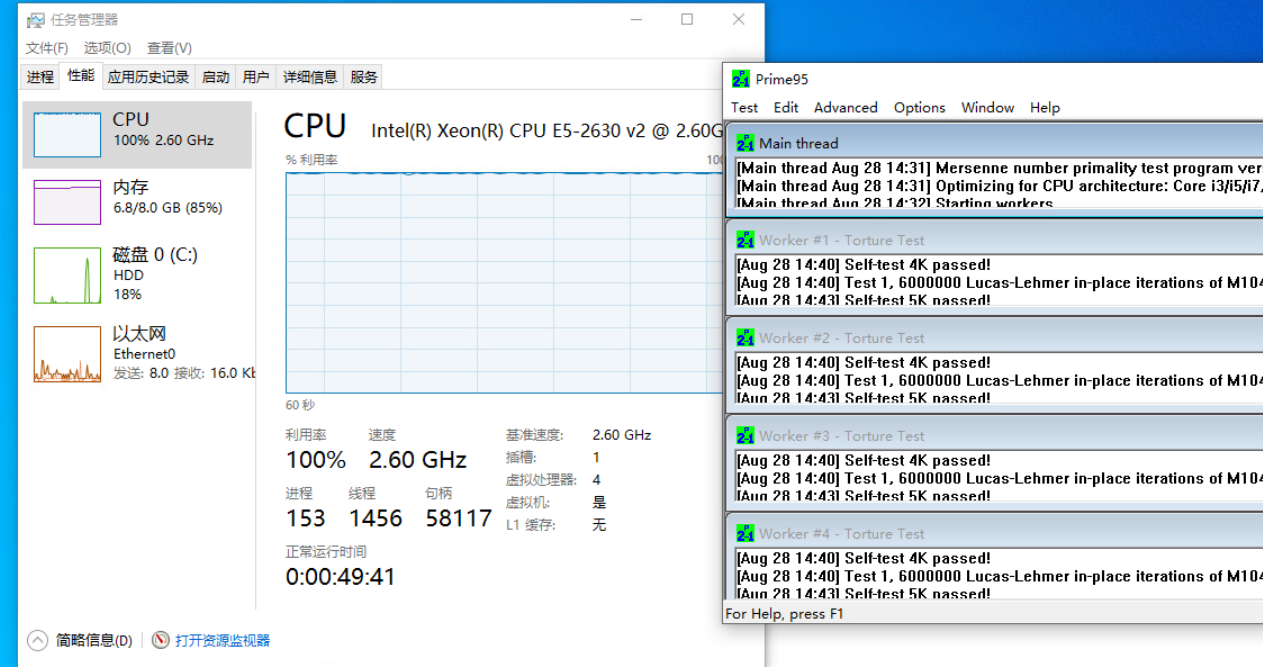 任务管理器
文件(F) 选项(O) 查看(V)
进程 性能 应用历史记录 启动 用户 详细信息 服务
CPU
100% 2.60 GHz
内存
6.8/8.0 GB (85%)
磁盘 0 (C:)
HDD
18%
以太网
Ethernet0
发送: 8.0 接收: 16.0 Kb
CPU Intel(R) Xeon(R) CPU E5-2630 v2 @ 2.60G
% 利用率 100
60 秒
利用率 速度
100% 2.60 GHz
进程 线程 句柄
153 1456 58117
正常运行时间
0:00:49:41
基准速度: 2.60 GHz
插槽: 1
虚拟处理器: 4
虚拟机: 是
L1 缓存: 无
简略信息(D) 打开资源监视器
Prime95
Test Edit Advanced Options Window Help
Main thread
[Main thread Aug 28 14:31] Mersenne number primality test program ver
[Main thread Aug 28 14:31] Optimizing for CPU architecture: Core i3/i5/i7,
[Main thread Aug 28 14:32] Starting workers
Worker #1 - Torture Test
[Aug 28 14:40] Self-test 4K passed!
[Aug 28 14:40] Test 1, 6000000 Lucas-Lehmer in-place iterations of M104
[Aug 28 14:43] Self-test 5K passed!
Worker #2 - Torture Test
[Aug 28 14:40] Self-test 4K passed!
[Aug 28 14:40] Test 1, 6000000 Lucas-Lehmer in-place iterations of M104
[Aug 28 14:43] Self-test 5K passed!
Worker #3 - Torture Test
[Aug 28 14:40] Self-test 4K passed!
[Aug 28 14:40] Test 1, 6000000 Lucas-Lehmer in-place iterations of M104
[Aug 28 14:43] Self-test 5K passed!
Worker #4 - Torture Test
[Aug 28 14:40] Self-test 4K passed!
[Aug 28 14:40] Test 1, 6000000 Lucas-Lehmer in-place iterations of M104
[Aug 28 14:43] Self-test 5K passed!
For Help, press F1